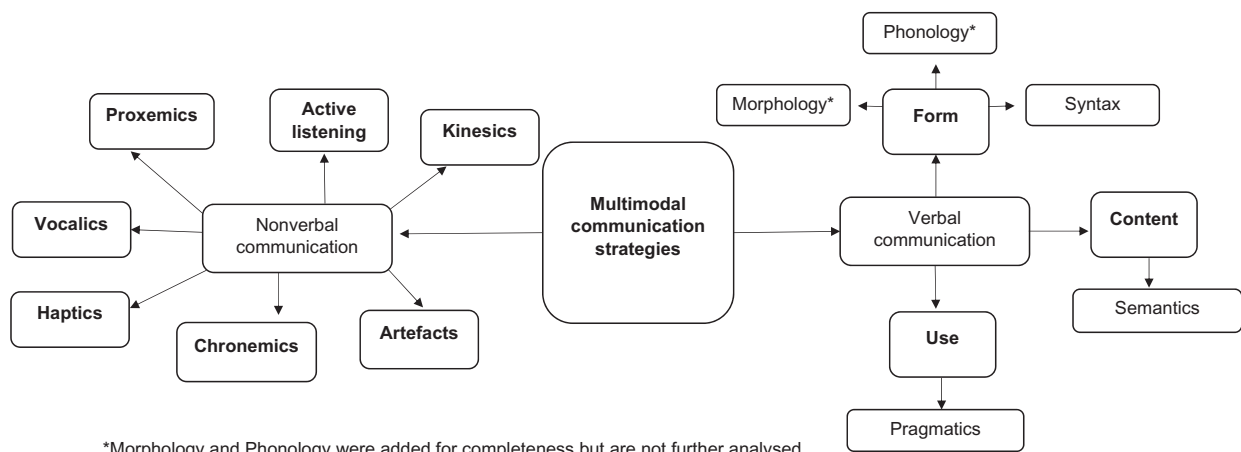 Phonology*
Morphology*
Form
Syntax
Proxemics
Active
listening
Kinesics
Multimodal
communication
strategies
Vocalics
Nonverbal
communication
Verbal
communication
Content
Haptics
Chronemics
Artefacts
Use
Semantics
Pragmatics
*Morphology and Phonology were added for completeness but are not further analysed